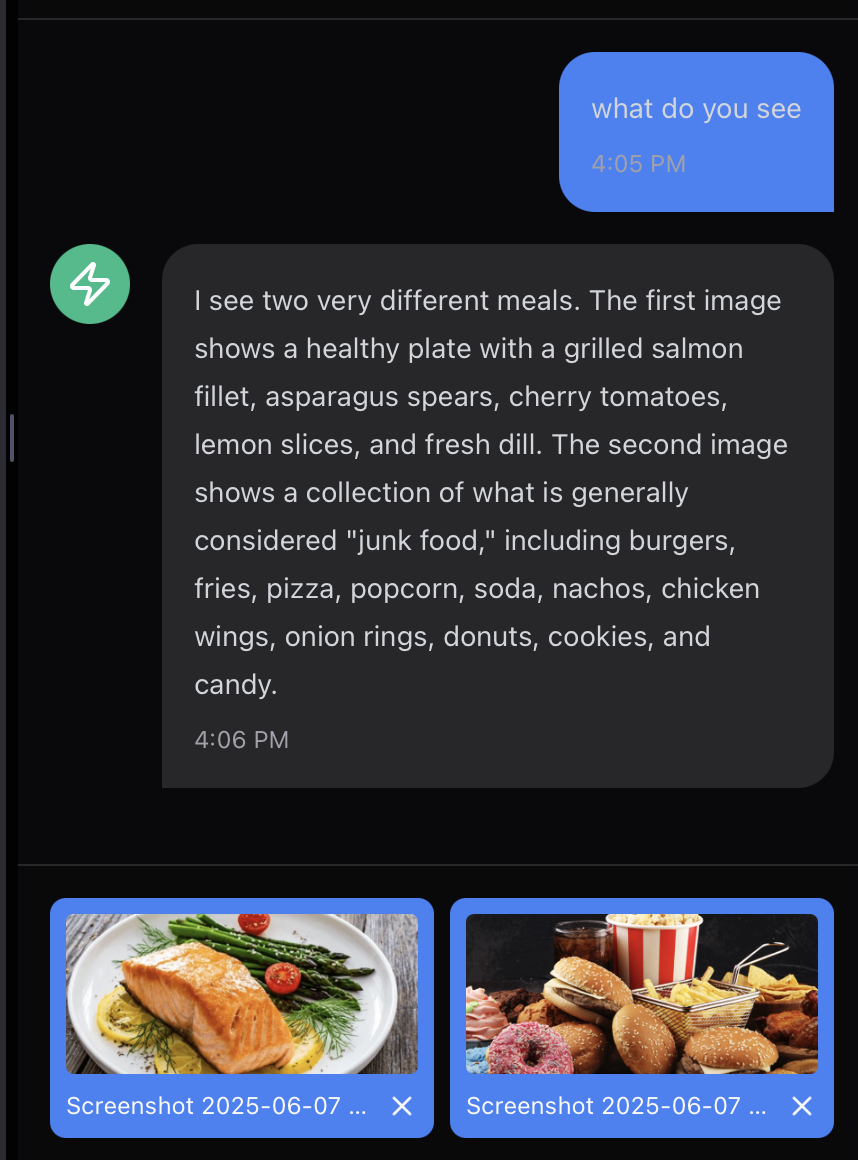 what do you see
4:05 PM
I see two very different meals. The first image
shows a healthy plate with a grilled salmon
fillet, asparagus spears, cherry tomatoes,
lemon slices, and fresh dill. The second image
shows a collection of what is generally
considered "junk food," including burgers,
fries, pizza, popcorn, soda, nachos, chicken
wings, onion rings, donuts, cookies, and
candy.
4:06 PM
Screenshot 2025-06-07 ...
Screenshot 2025-06-07 ...